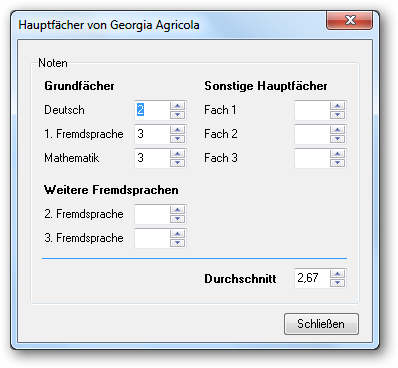 Hauptfächer von Georgia Agricola
Noten
Grundfächer
Deutsch 2
1. Fremdsprache 3
Mathematik 3
Sonstige Hauptfächer
Fach 1
Fach 2
Fach 3
Weitere Fremdsprachen
2. Fremdsprache
3. Fremdsprache
Durchschnitt 2,67
Schließen